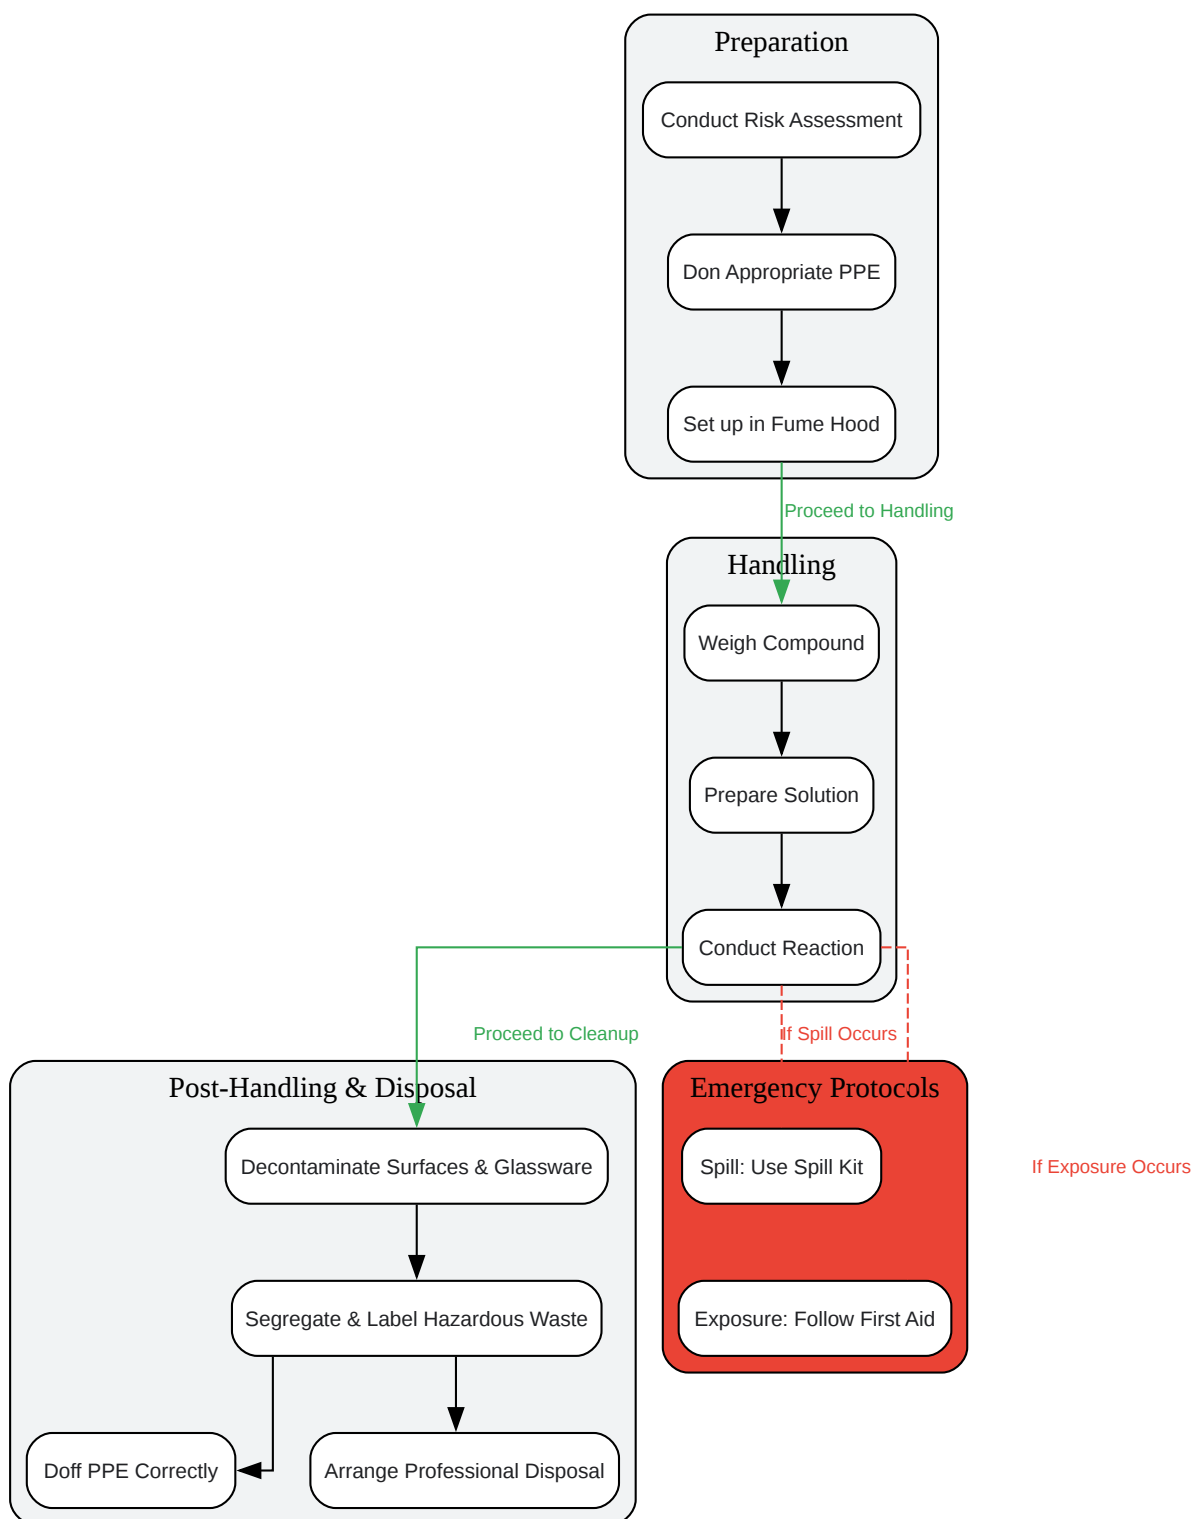 Preparation
Conduct Risk Assessment
Don Appropriate PPE
Set up in Fume Hood
Proceed to Handling
Handling
Weigh Compound
Prepare Solution
Conduct Reaction
Proceed to Cleanup
If Spill Occurs
Post-Handling & Disposal
Emergency Protocols
Decontaminate Surfaces & Glassware
Spill: Use Spill Kit
If Exposure Occurs
Segregate & Label Hazardous Waste
Exposure: Follow First Aid
Doff PPE Correctly
Arrange Professional Disposal